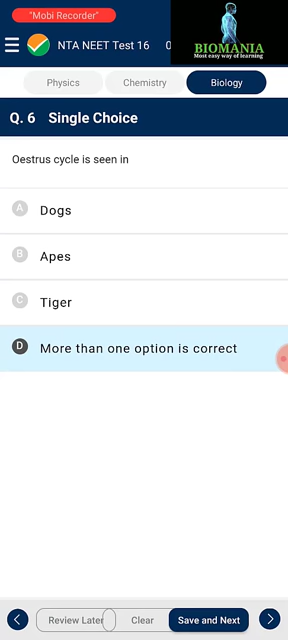 "Mobi Recorder"
NTA NEET Test 16 0
BIOMANIA
Most easy way of learning
Physics Chemistry Biology
Q. 6 Single Choice
Oestrus cycle is seen in
A Dogs
B Apes
C Tiger
D More than one option is correct
Review Later Clear Save and Next